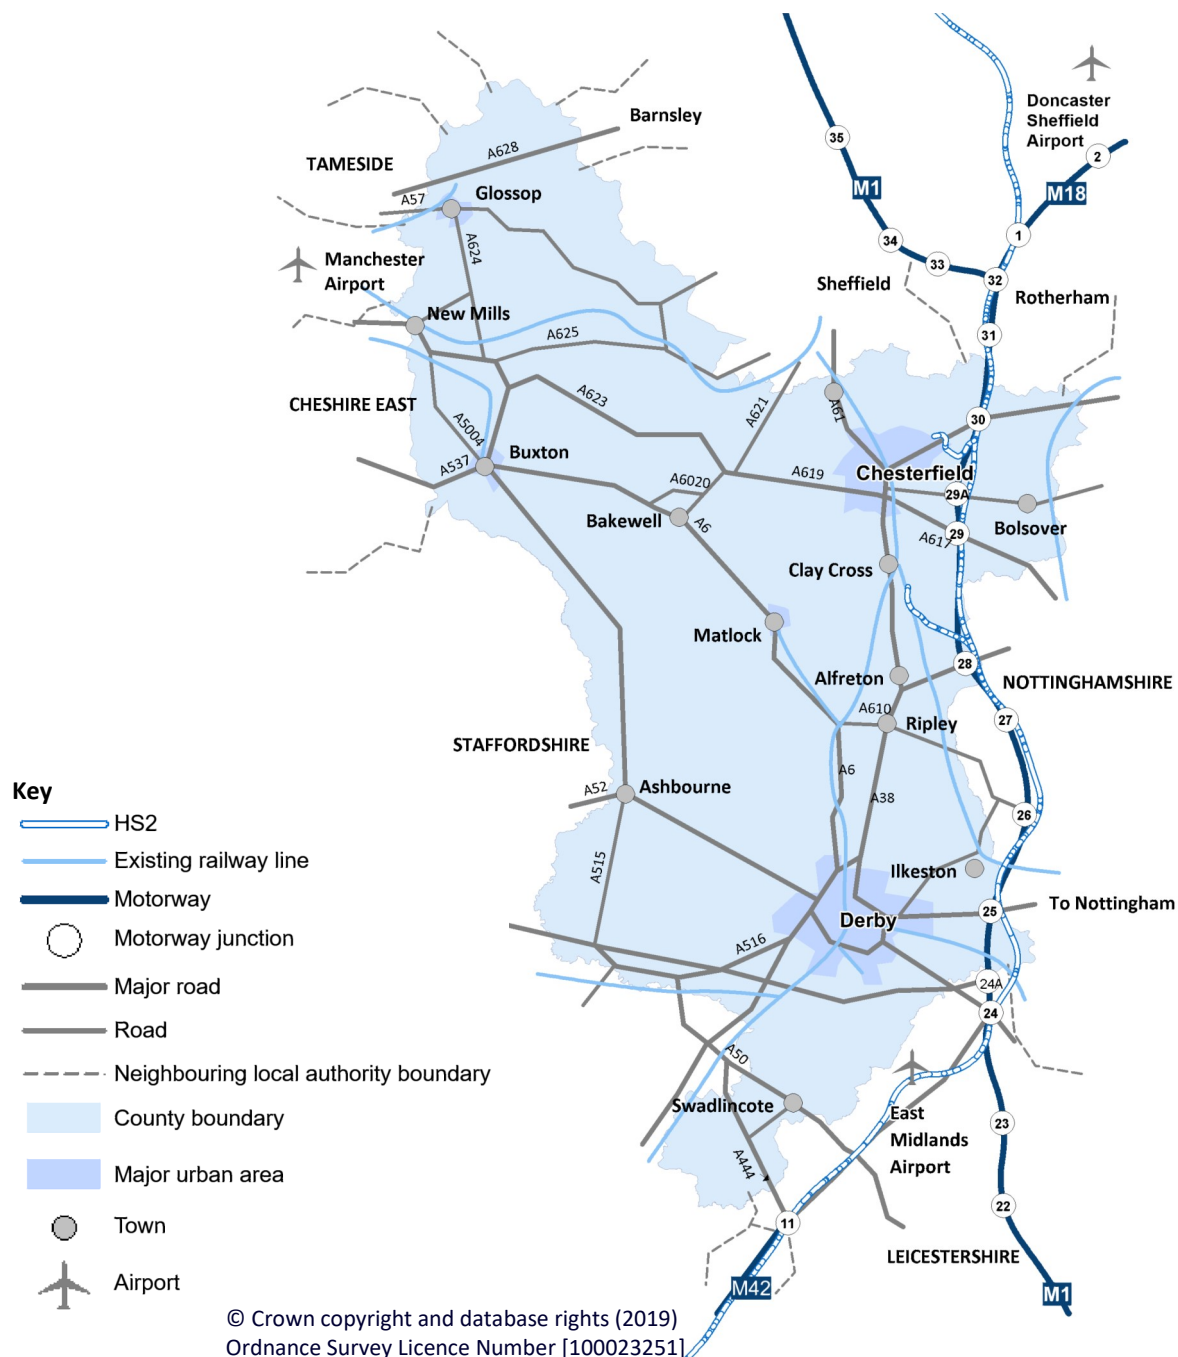 Barnsley
Doncaster
Sheffield
Airport
35
2
TAMESIDE
A628
M1
M18
Glossop
A57
A624
1
34
33
32
Manchester
Airport
Sheffield
Rotherham
New Mills
31
A625
CHESHIRE EAST
A623
A621
A61
30
A5004
A537
Buxton
A6020
A619
Chesterfield
29A
Bakewell
A6
Bolsover
A617
29
Clay Cross
Matlock
28
Alfreton
NOTTINGHAMSHIRE
A610
Ripley
27
STAFFORDSHIRE
A6
A38
A52
Ashbourne
26
A515
Ilkeston
25
To Nottingham
Derby
A516
24A
24
A50
Swadlincote
East
Midlands
Airport
23
A444
22
11
LEICESTERSHIRE
M42
M1
Key
HS2
Existing railway line
Motorway
Motorway junction
Major road
Road
Neighbouring local authority boundary
County boundary
Major urban area
Town
Airport
© Crown copyright and database rights (2019)
Ordnance Survey Licence Number [100023251]